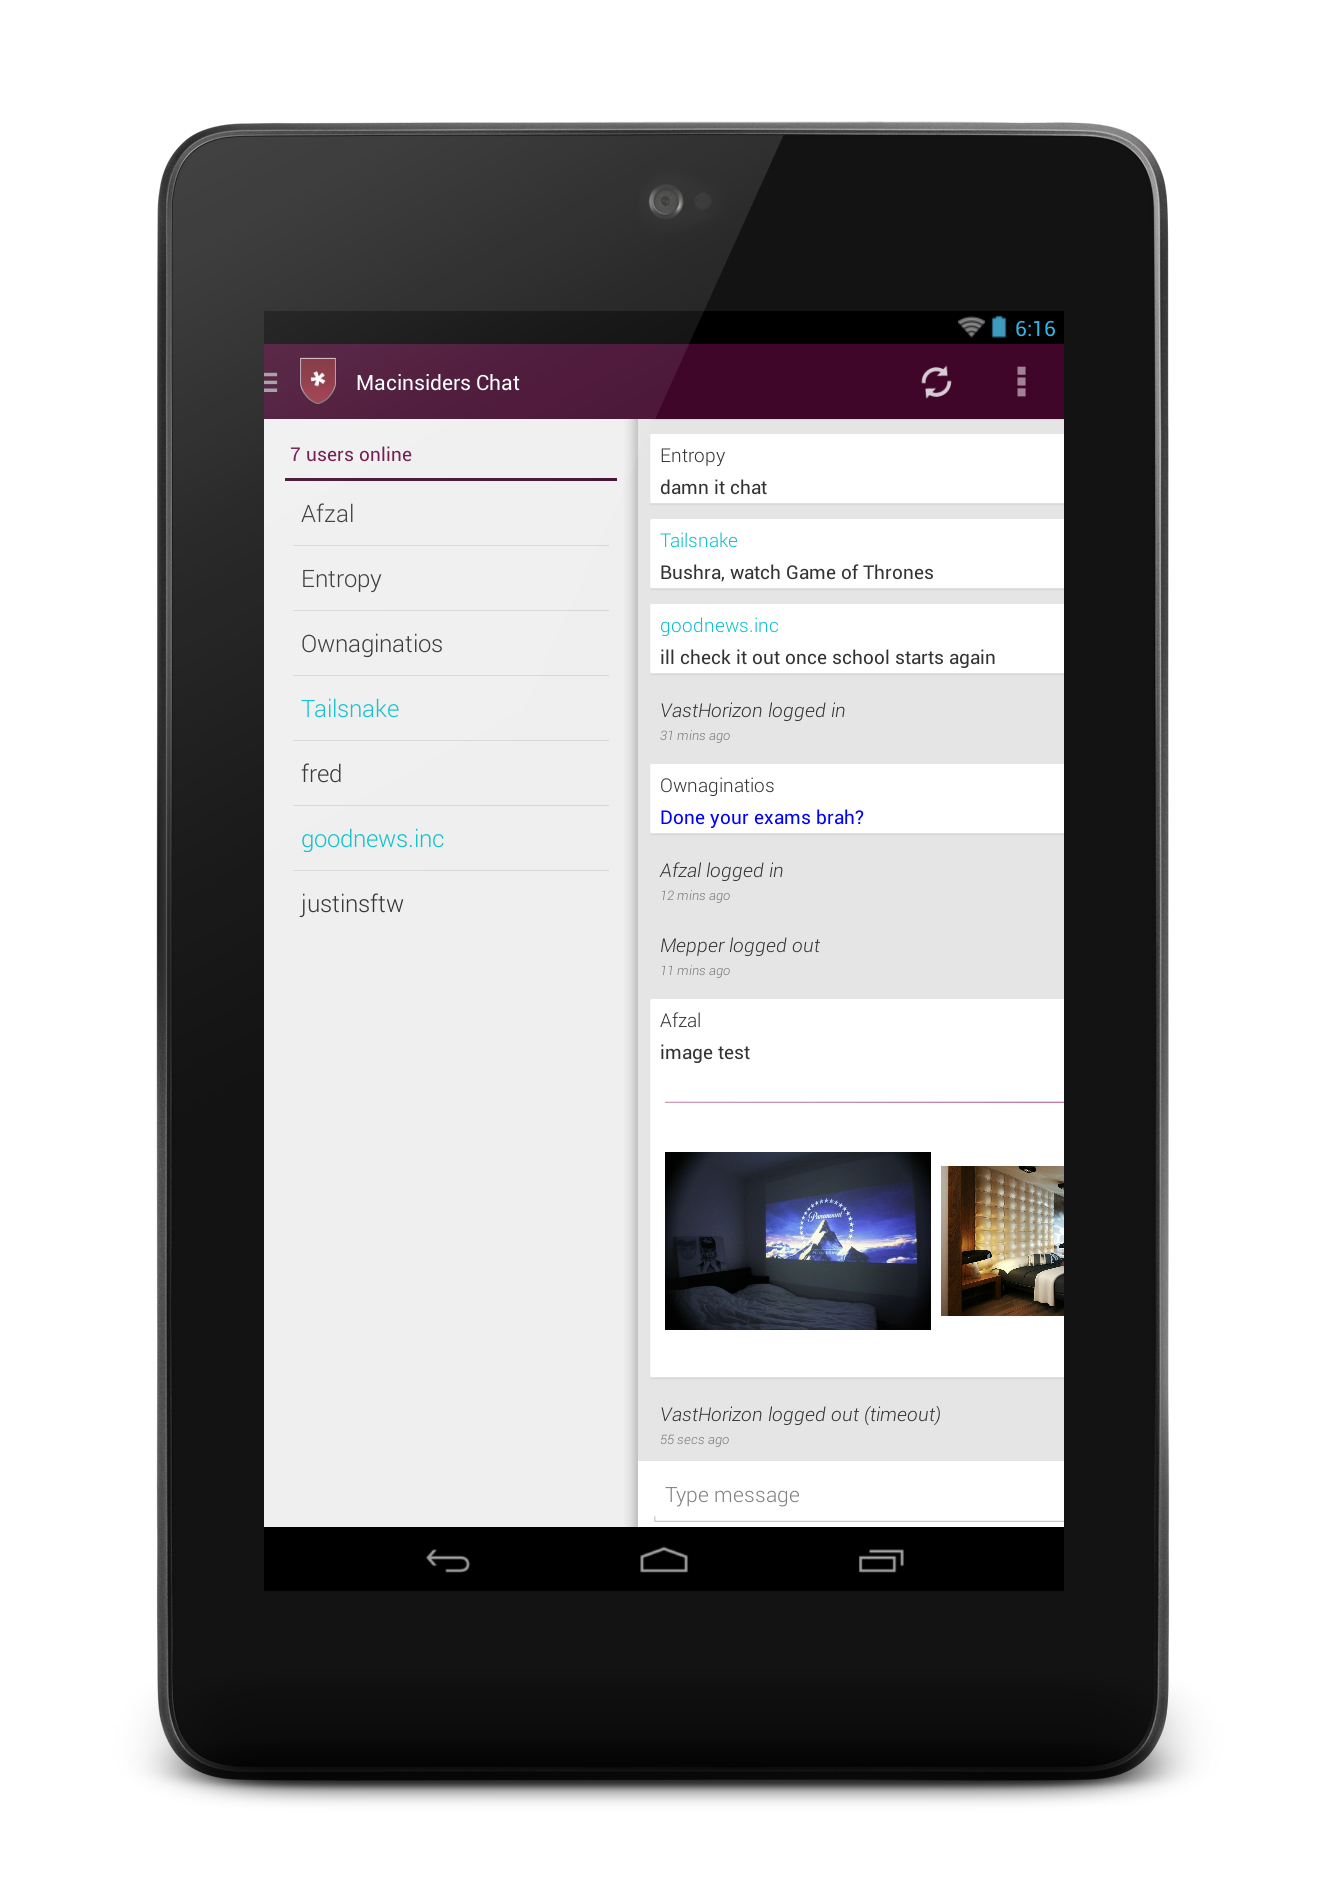 6:16
Macinsiders Chat
7 users online
Afzal
Entropy
Ownaginatios
Tailsnake
fred
goodnews.inc
justinsftw
Entropy
damn it chat
Tailsnake
Bushra, watch Game of Thrones
goodnews.inc
ill check it out once school starts again
VastHorizon logged in
31 mins ago
Ownaginatios
Done your exams brah?
Afzal logged in
12 mins ago
Mepper logged out
11 mins ago
Afzal
image test
Paramount
VastHorizon logged out (timeout)
55 secs ago
Type message